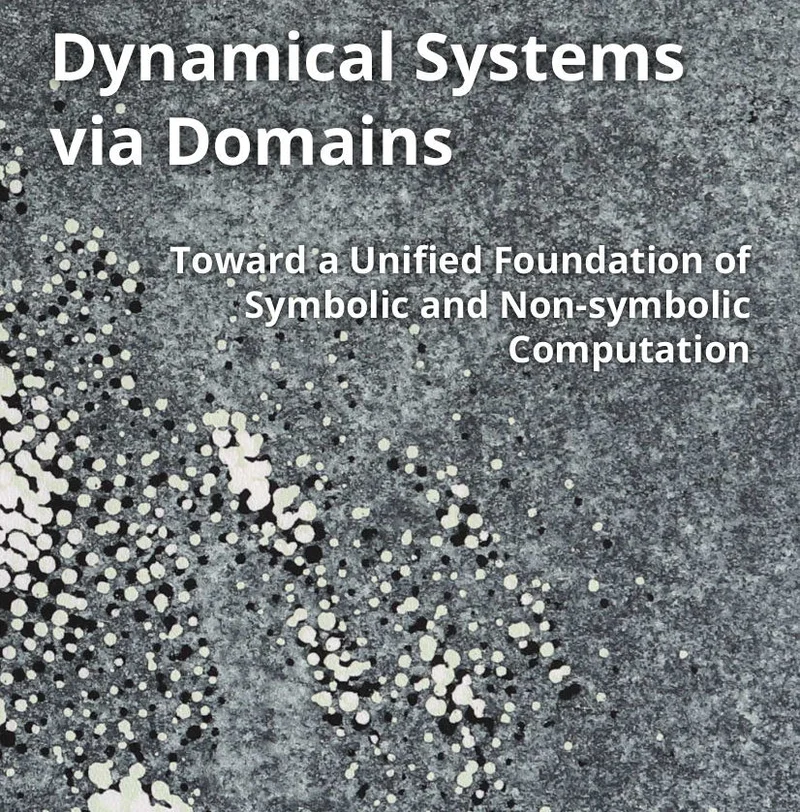 Dynamical Systems
via Domains
Toward a Unified Foundation of
Symbolic and Non-symbolic
Computation